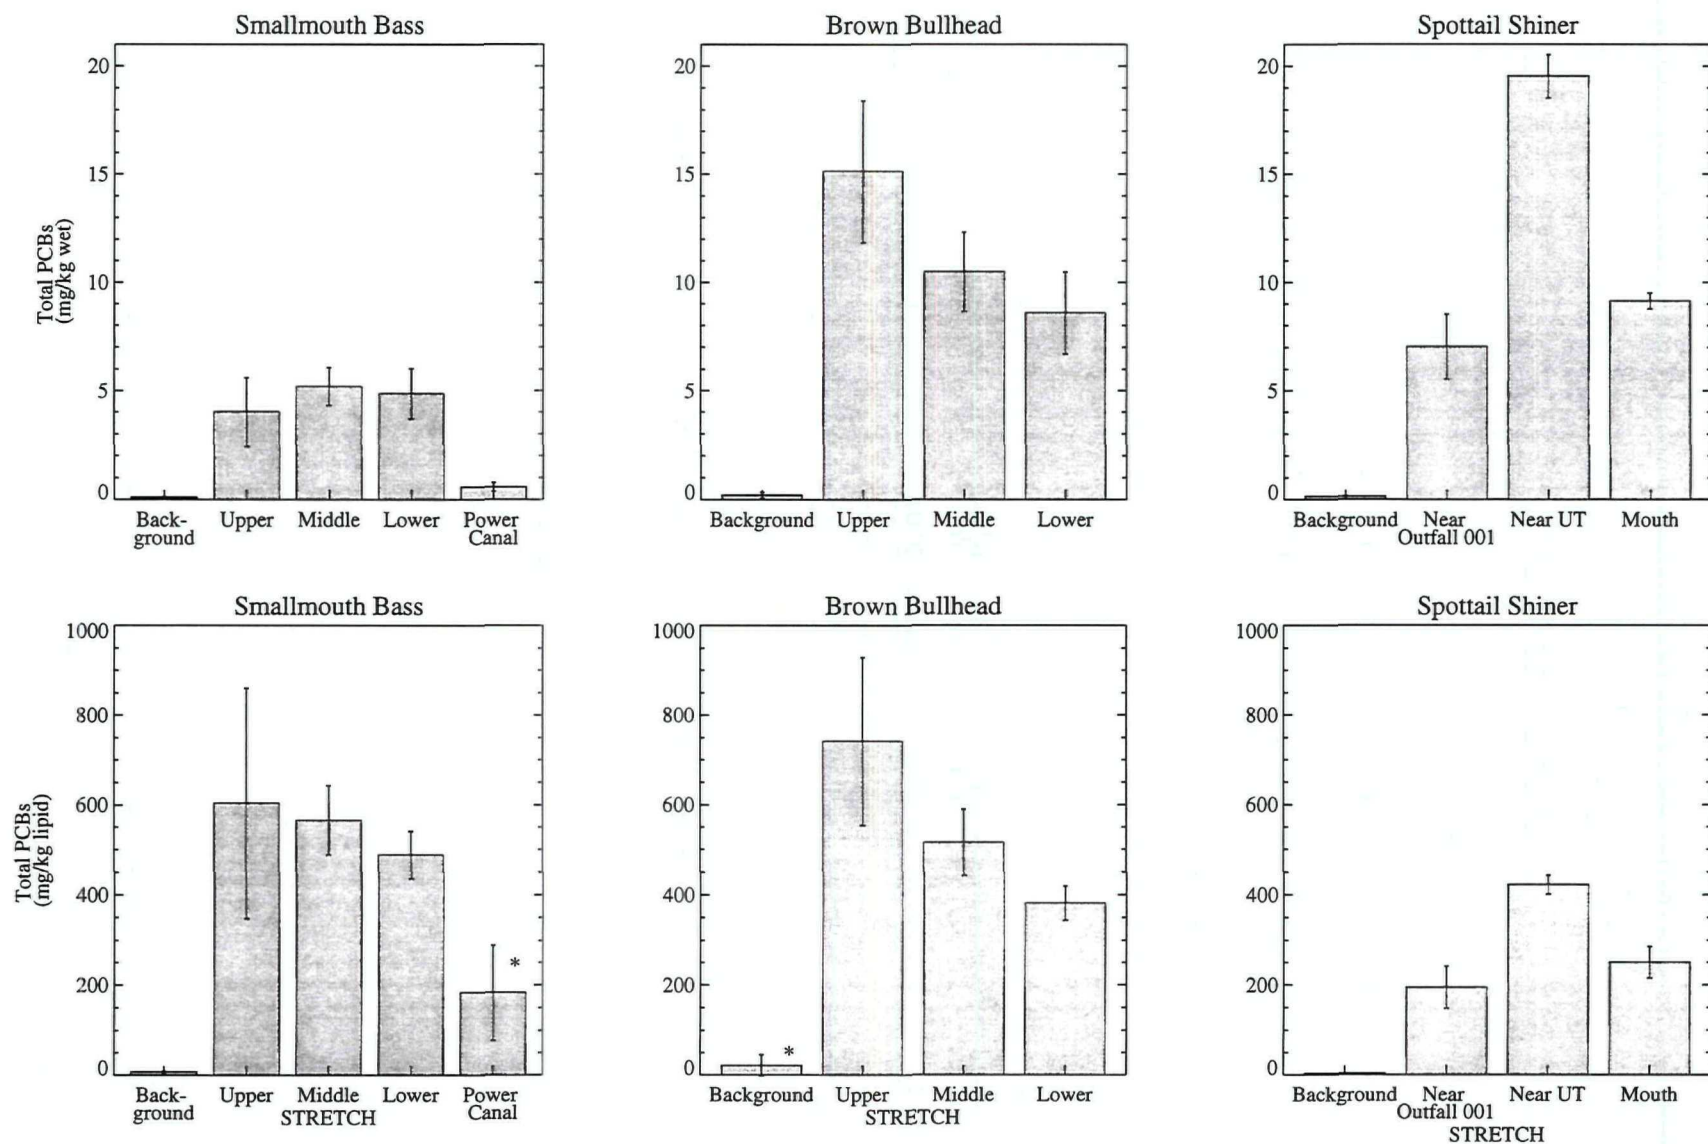 Smallmouth Bass
Total PCBs
(mg/kg wet)
20
15
10
5
0
Back-
ground
Upper
Middle
Lower
Power
Canal
Brown Bullhead
20
15
10
5
0
Background
Upper
Middle
Lower
Spottail Shiner
20
15
10
5
0
Background
Near
Outfall 001
Near UT
Mouth
Smallmouth Bass
Total PCBs
(mg/kg lipid)
1000
800
600
400
200
0
*
Back-
ground
Upper
Middle
Lower
Power
Canal
STRETCH
Brown Bullhead
1000
800
600
400
200
0
*
Background
Upper
Middle
Lower
STRETCH
Spottail Shiner
1000
800
600
400
200
0
Background
Near
Outfall 001
Near UT
Mouth
STRETCH